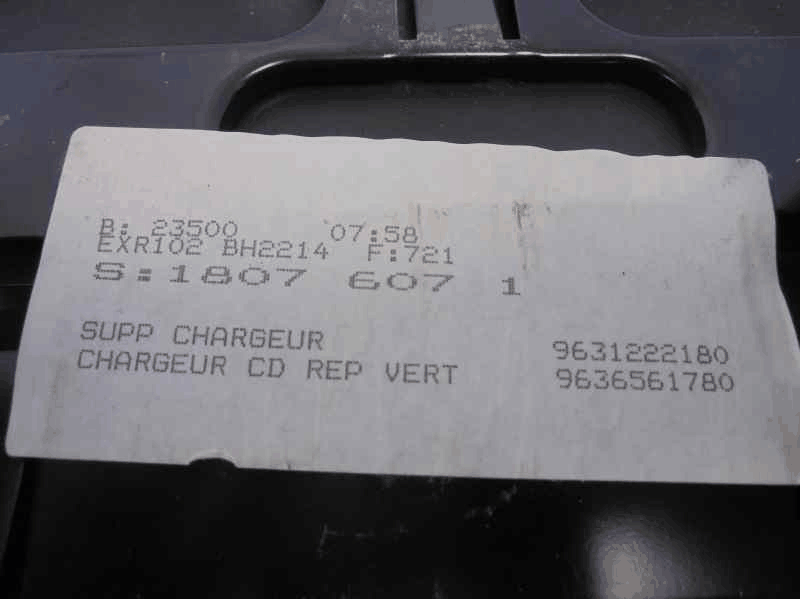 B: 23500 07:58
EXR102 BH2214 F:721
S:1807 607 1
SUPP CHARGEUR 9631222180
CHARGEUR CD REP VERT 9636561780